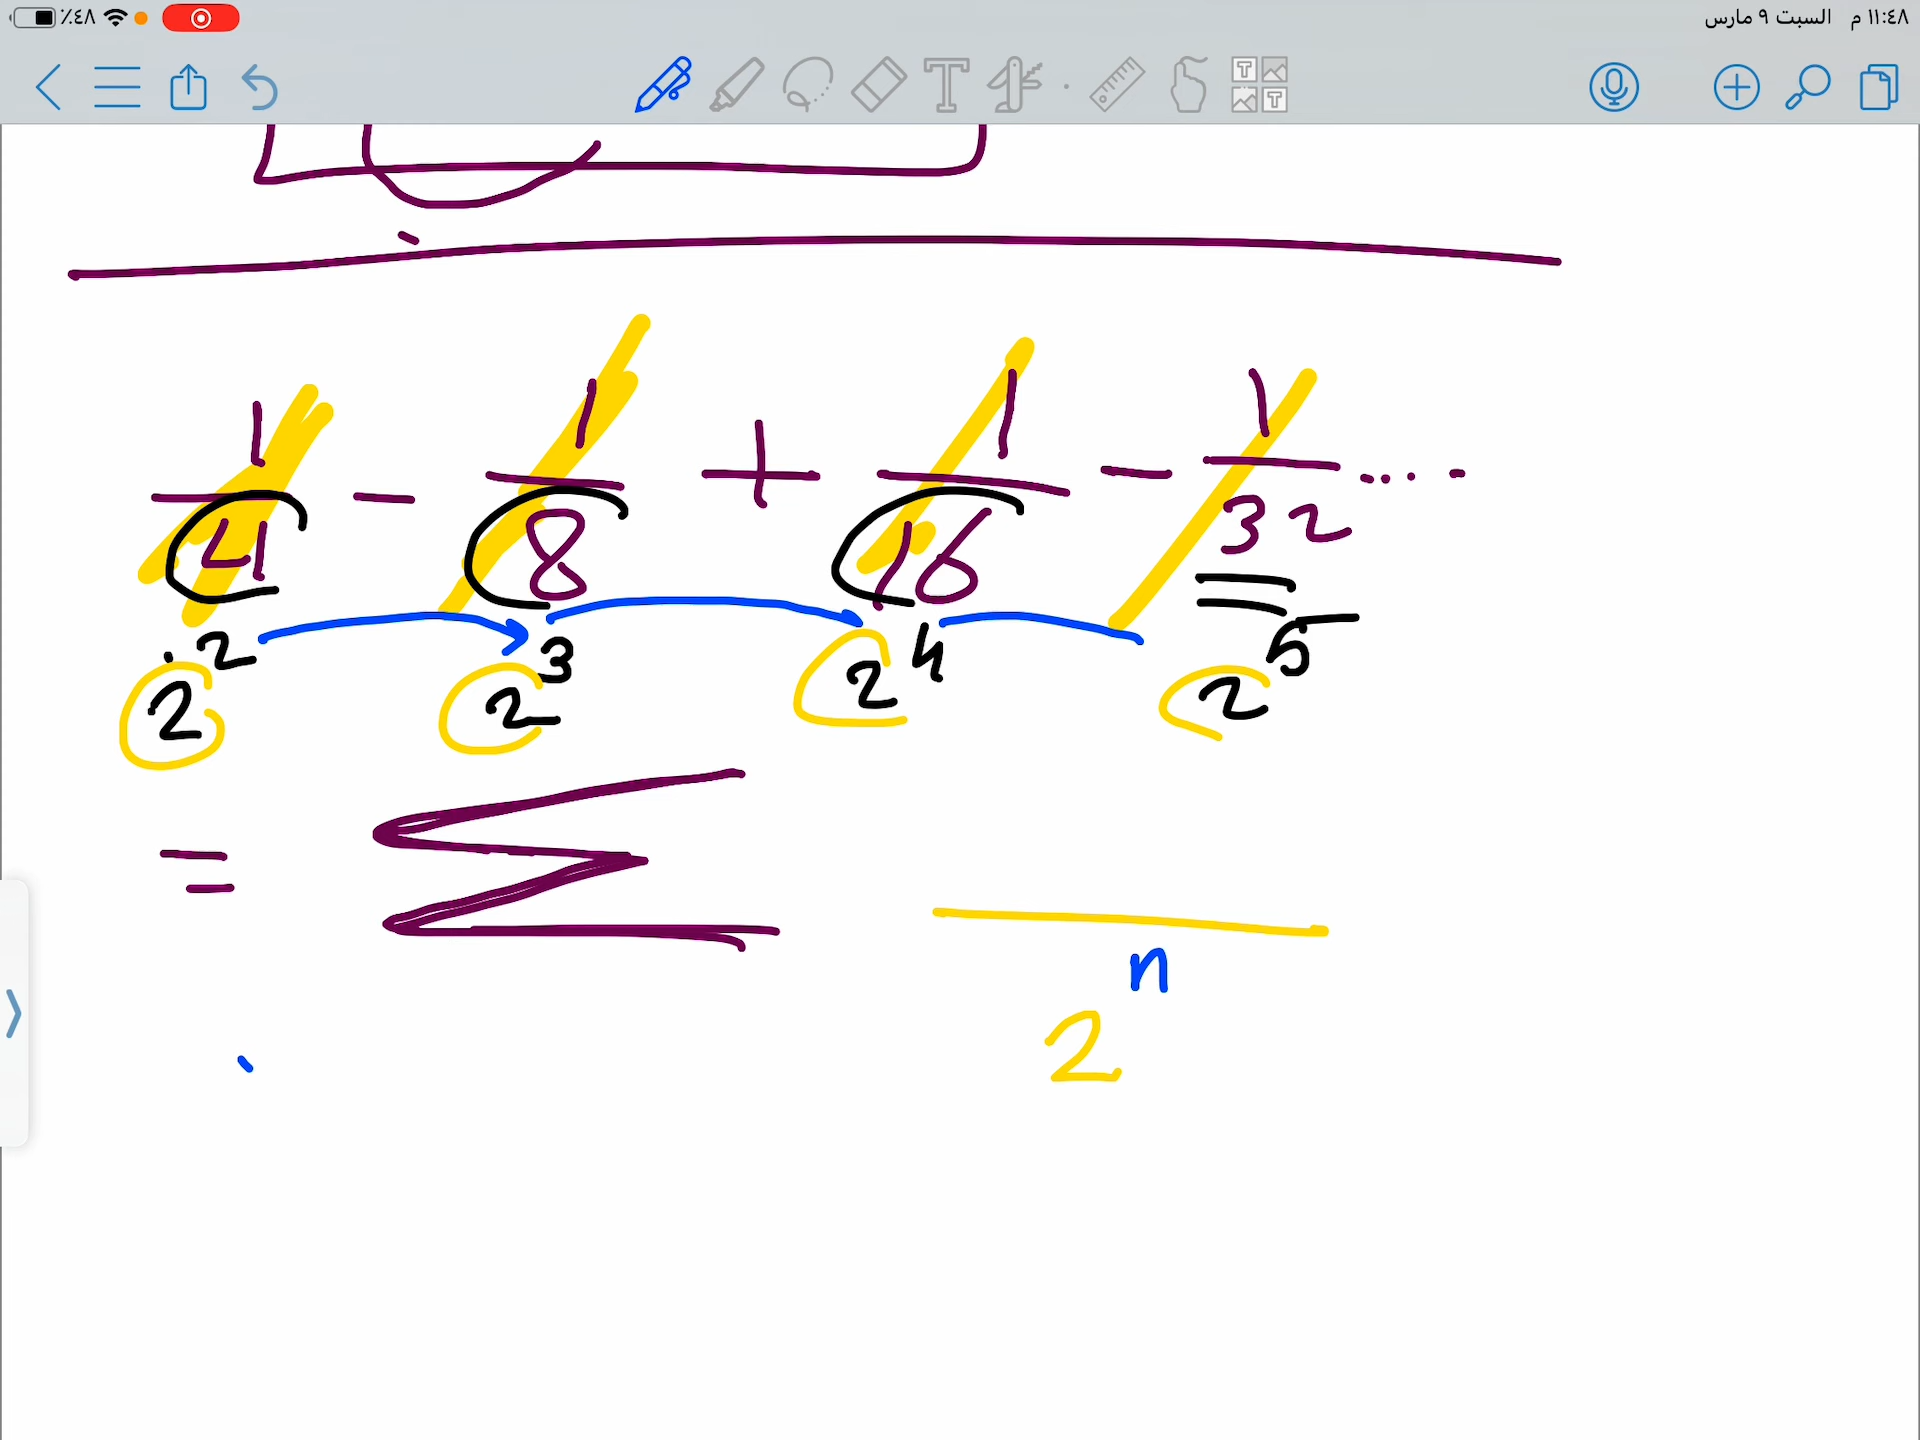 ٪٤٨ السبت ٩ مارس ١١:٤٨ م
1/4 - 1/8 + 1/16 - 1/32 ....
2^2 2^3 2^4 2^5
= Σ ― 2^n